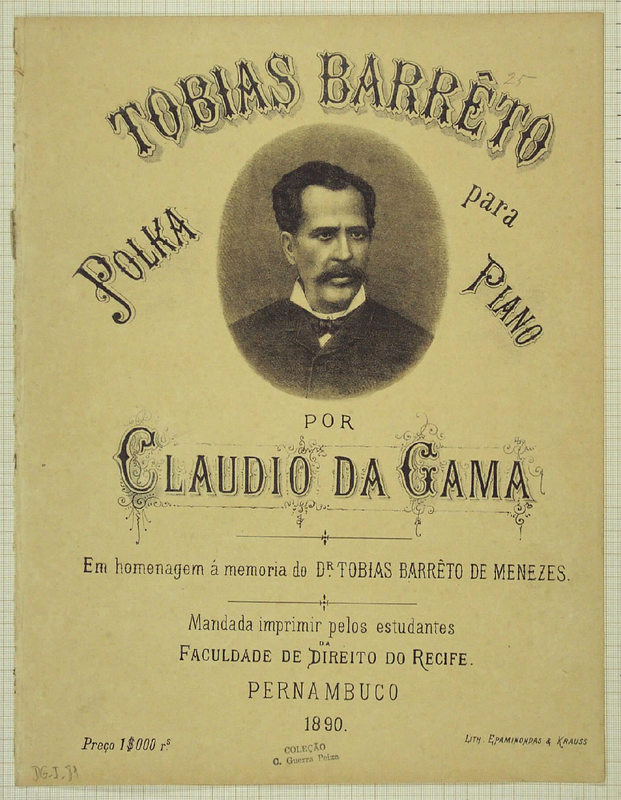 25
TOBIAS BARRÊTO
POLKA
para
PIANO
POR
CLAUDIO DA GAMA
Em homenagem á memoria do DR. TOBIAS BARRÊTO DE MENEZES.
Mandada imprimir pelos estudantes
DA
FACULDADE DE DIREITO DO RECIFE.
PERNAMBUCO
1890.
Preço 1$000 r.s
LITH. EPAMINONDAS & KRAUSS
COLEÇÃO
G. Guerra Peixe